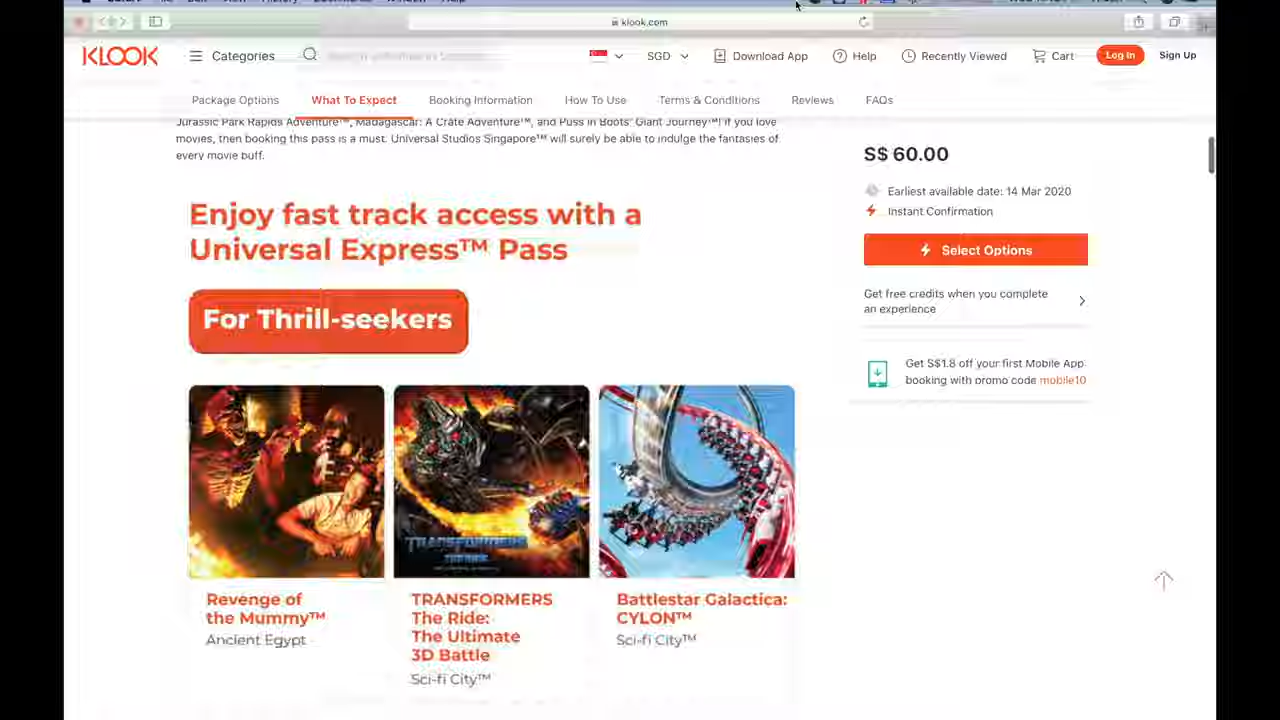 klook.com
KLOOK
Categories
SGD
Download App
Help
Recently Viewed
Cart
Log In
Sign Up
Package Options
What To Expect
Booking Information
How To Use
Terms & Conditions
Reviews
FAQs
Jurassic Park Rapids Adventure™, Madagascar: A Crate Adventure™, and Puss in Boots' Giant Journey™! If you love
movies, then booking this pass is a must. Universal Studios Singapore™ will surely be able to indulge the fantasies of
every movie buff.
Enjoy fast track access with a
Universal Express™ Pass
For Thrill-seekers
TRANSFORMERS
Revenge of
the Mummy™
Ancient Egypt
TRANSFORMERS
The Ride:
The Ultimate
3D Battle
Sci-fi City™
Battlestar Galactica:
CYLON™
Sci-fi City™
S$ 60.00
Earliest available date: 14 Mar 2020
Instant Confirmation
Select Options
Get free credits when you complete
an experience
Get S$1.8 off your first Mobile App
booking with promo code mobile10